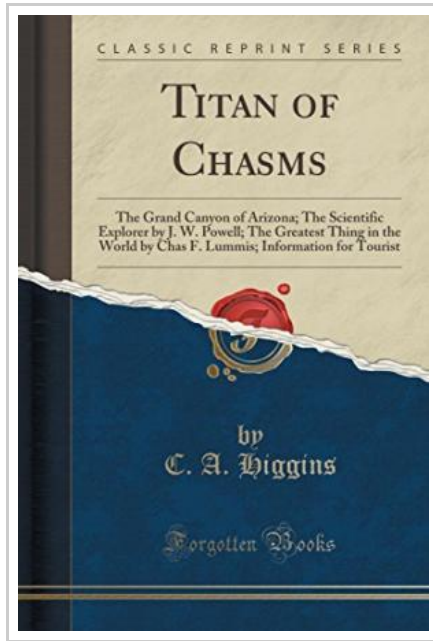 CLASSIC REPRINT SERIES
TITAN OF
CHASMS
The Grand Canyon of Arizona; The Scientific
Explorer by J. W. Powell; The Greatest Thing in the
World by Chas F. Lummis; Information for Tourist
by
C. A. Higgins
Forgotten Books